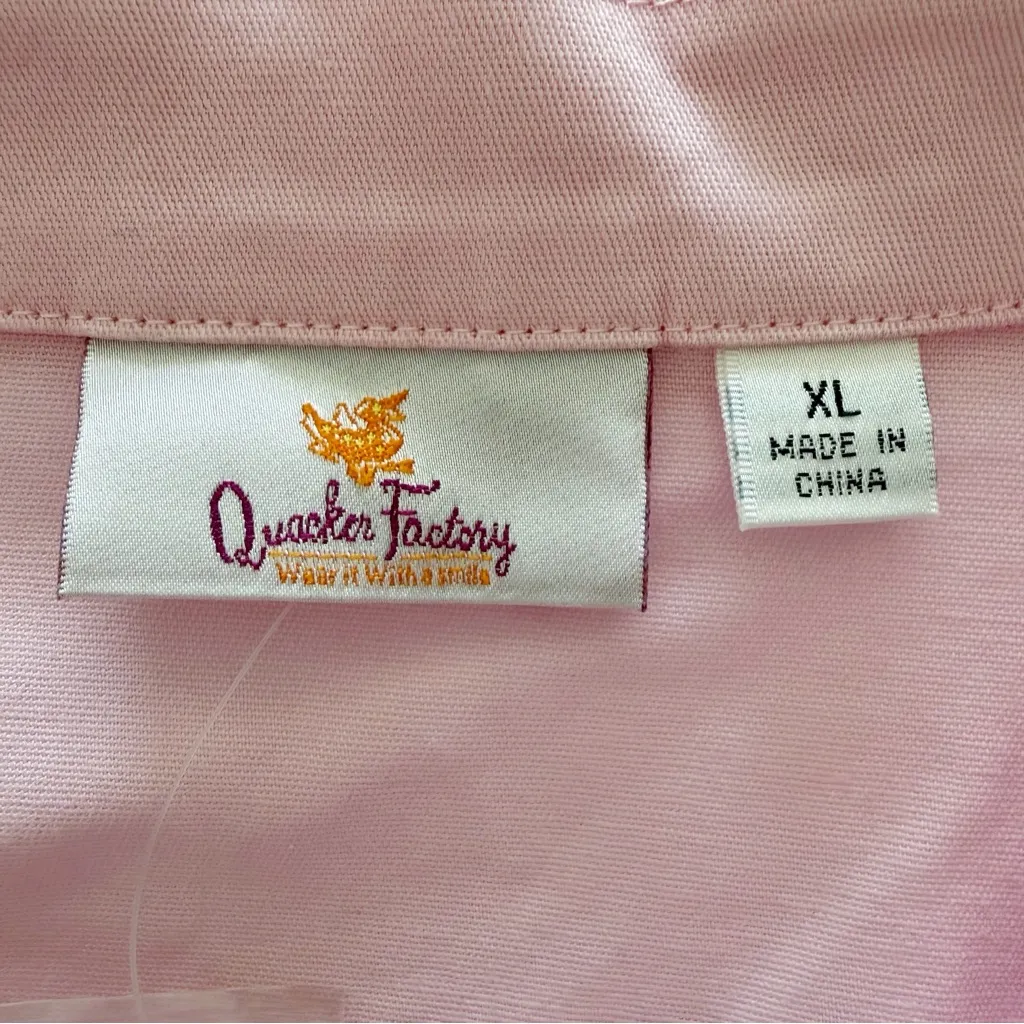 Quacker Factory
Wear it With a smile
XL
MADE IN
CHINA